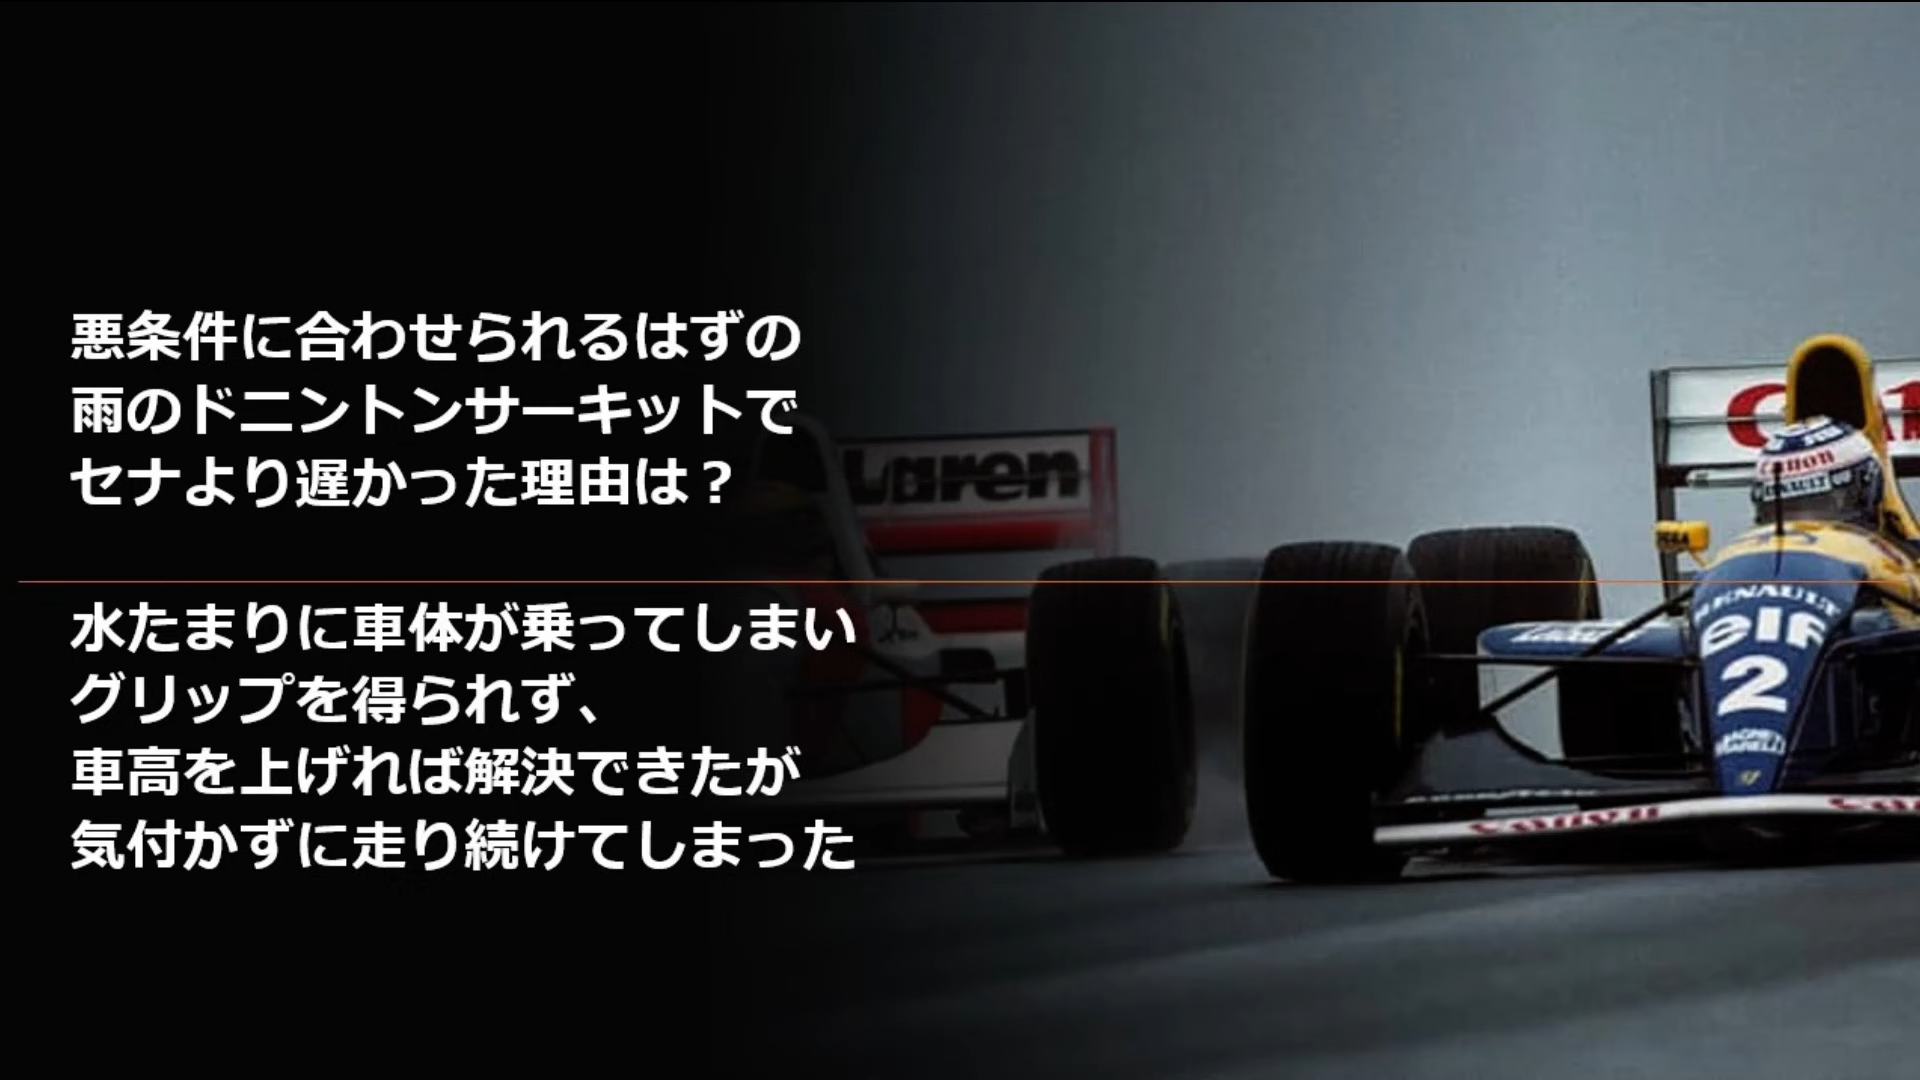 悪条件に合わせられるはずの
雨のドニントンサーキットで
セナより遅かった理由は？
Laren
Canon
RENAULT
水たまりに車体が乗ってしまい
グリップを得られず、
車高を上げれば解決できたが
気付かずに走り続けてしまった
RENAULT
elf
2
MAGNETI
MARELLI
Canon